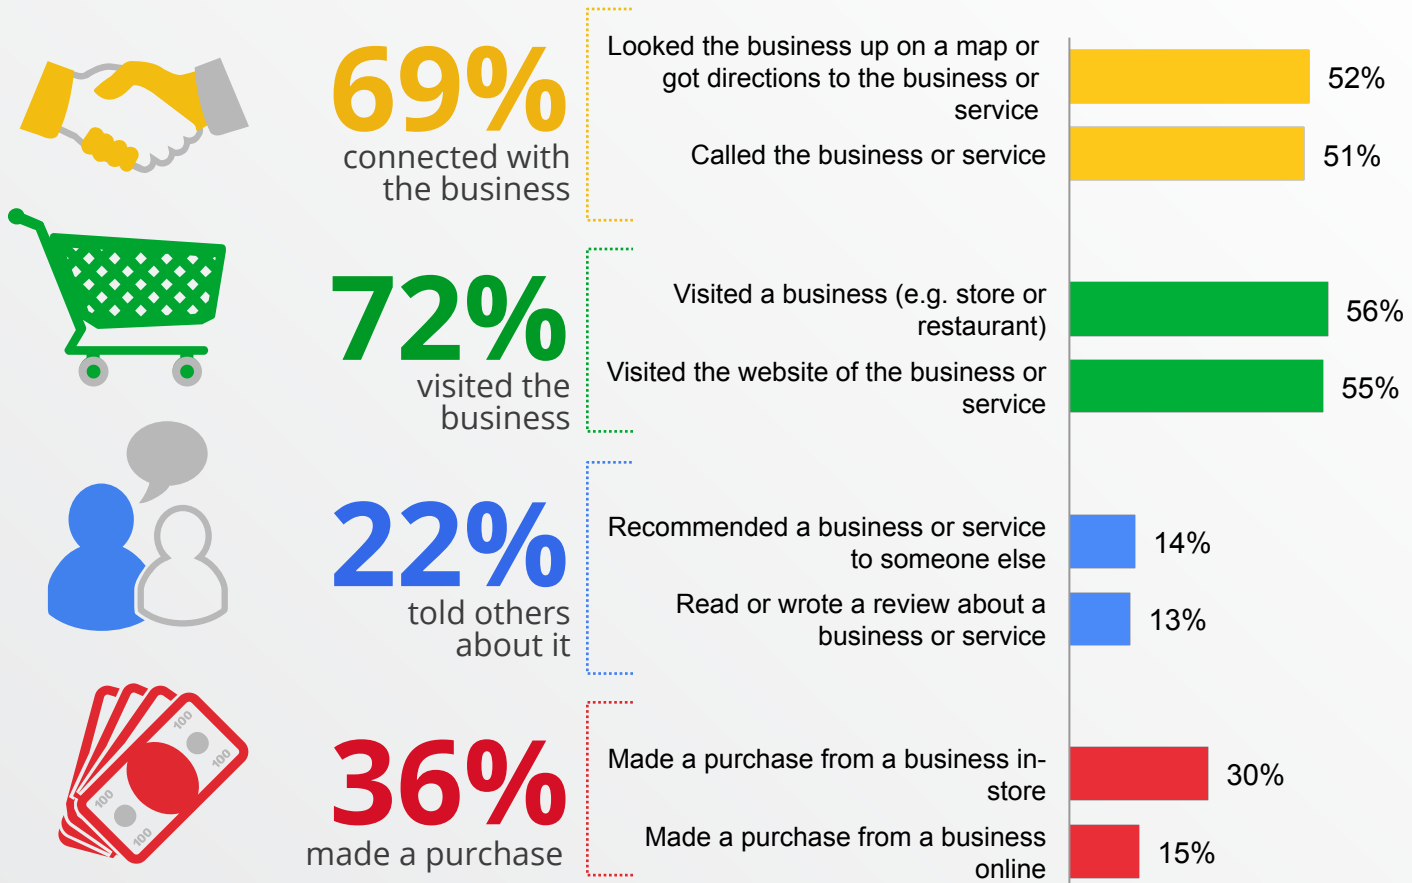 69%
connected with
the business
Looked the business up on a map or
got directions to the business or
service
52%
Called the business or service
51%
72%
visited the
business
Visited a business (e.g. store or
restaurant)
56%
Visited the website of the business or
service
55%
22%
told others
about it
Recommended a business or service
to someone else
14%
Read or wrote a review about a
business or service
13%
100
100
100
100
36%
made a purchase
Made a purchase from a business in-
store
30%
Made a purchase from a business
online
15%